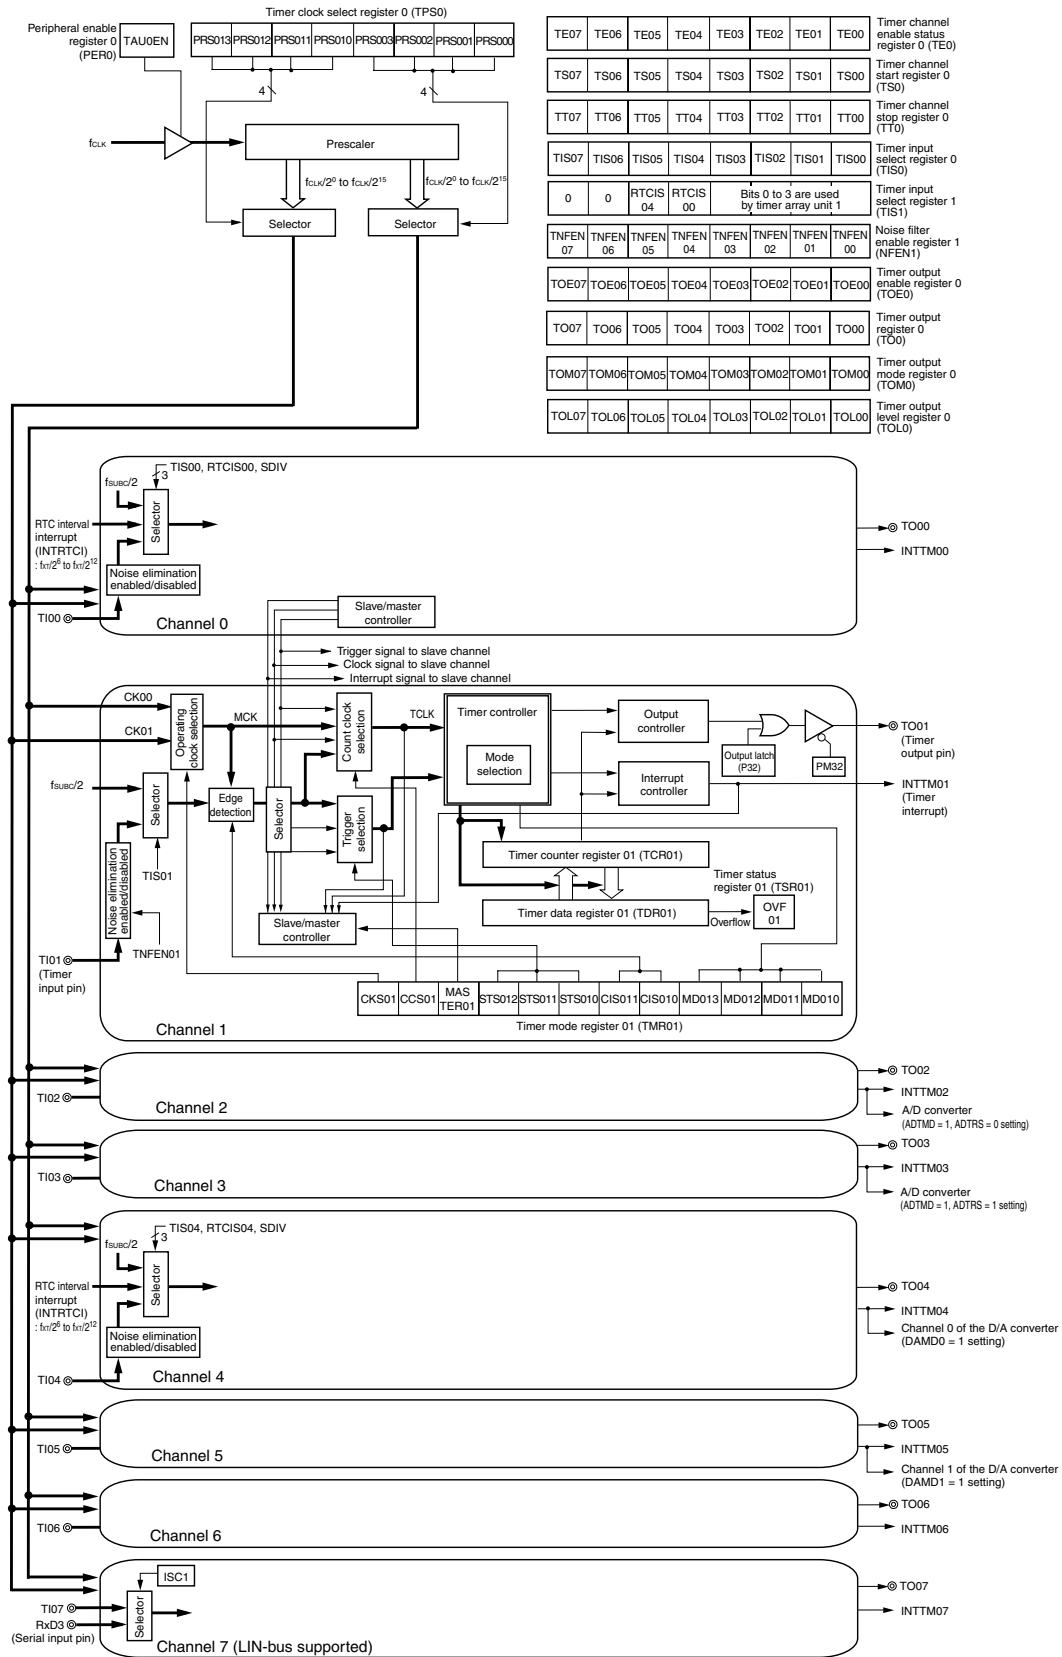 Timer clock select register 0 (TPS0)
Peripheral enable
register 0
(PER0)
TAU0EN
PRS013 PRS012 PRS011 PRS010 PRS003 PRS002 PRS001 PRS000
4
4
fCLK
Prescaler
fCLK/2⁰ to fCLK/2¹⁵
fCLK/2⁰ to fCLK/2¹⁵
Selector
Selector
TE07 TE06 TE05 TE04 TE03 TE02 TE01 TE00
Timer channel
enable status
register 0 (TE0)
TS07 TS06 TS05 TS04 TS03 TS02 TS01 TS00
Timer channel
start register 0
(TS0)
TT07 TT06 TT05 TT04 TT03 TT02 TT01 TT00
Timer channel
stop register 0
(TT0)
TIS07 TIS06 TIS05 TIS04 TIS03 TIS02 TIS01 TIS00
Timer input
select register 0
(TIS0)
0 0 RTCIS 04 RTCIS 00
Bits 0 to 3 are used
by timer array unit 1
Timer input
select register 1
(TIS1)
TNFEN 07 TNFEN 06 TNFEN 05 TNFEN 04 TNFEN 03 TNFEN 02 TNFEN 01 TNFEN 00
Noise filter
enable register 1
(NFEN1)
TOE07 TOE06 TOE05 TOE04 TOE03 TOE02 TOE01 TOE00
Timer output
enable register 0
(TOE0)
TO07 TO06 TO05 TO04 TO03 TO02 TO01 TO00
Timer output
register 0
(TO0)
TOM07 TOM06 TOM05 TOM04 TOM03 TOM02 TOM01 TOM00
Timer output
mode register 0
(TOM0)
TOL07 TOL06 TOL05 TOL04 TOL03 TOL02 TOL01 TOL00
Timer output
level register 0
(TOL0)
TIS00, RTCIS00, SDIV
3
fSUBC/2
Selector
RTC interval
interrupt
(INTRTCI)
: fXT/2⁶ to fXT/2¹²
Noise elimination
enabled/disabled
TI00
Channel 0
TO00
INTTM00
Slave/master
controller
Trigger signal to slave channel
Clock signal to slave channel
Interrupt signal to slave channel
CK00
CK01
Operating
clock selection
MCK
Count clock
selection
TCLK
Timer controller
Mode
selection
Output
controller
Interrupt
controller
Output latch
(P32)
PM32
TO01
(Timer
output pin)
INTTM01
(Timer
interrupt)
fSUBC/2
Selector
Edge
detection
Selector
Trigger
selection
TIS01
Noise elimination
enabled/disabled
TNFEN01
TI01
(Timer
input pin)
Timer counter register 01 (TCR01)
Timer data register 01 (TDR01)
Timer status
register 01 (TSR01)
Overflow
OVF
01
Slave/master
controller
CKS01 CCS01 MAS TER01 STS012 STS011 STS010 CIS011 CIS010 MD013 MD012 MD011 MD010
Timer mode register 01 (TMR01)
Channel 1
TI02
Channel 2
TO02
INTTM02
A/D converter
(ADTMD = 1, ADTRS = 0 setting)
TI03
Channel 3
TO03
INTTM03
A/D converter
(ADTMD = 1, ADTRS = 1 setting)
TIS04, RTCIS04, SDIV
3
fSUBC/2
Selector
RTC interval
interrupt
(INTRTCI)
: fXT/2⁶ to fXT/2¹²
Noise elimination
enabled/disabled
TI04
Channel 4
TO04
INTTM04
Channel 0 of the D/A converter
(DAMD0 = 1 setting)
TI05
Channel 5
TO05
INTTM05
Channel 1 of the D/A converter
(DAMD1 = 1 setting)
TI06
Channel 6
TO06
INTTM06
ISC1
Selector
TI07
RxD3
(Serial input pin)
Channel 7 (LIN-bus supported)
TO07
INTTM07